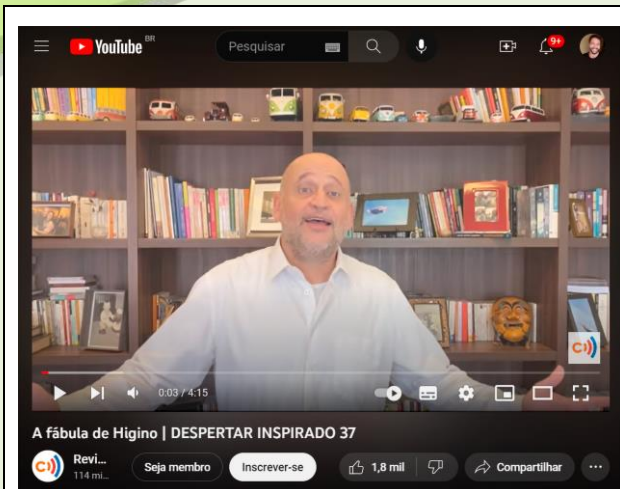 YouTube BR
Pesquisar
9+
0:03 / 4:15
A fábula de Higino | DESPERTAR INSPIRADO 37
Revi...
114 mi...
Seja membro
Inscrever-se
1,8 mil
Compartilhar